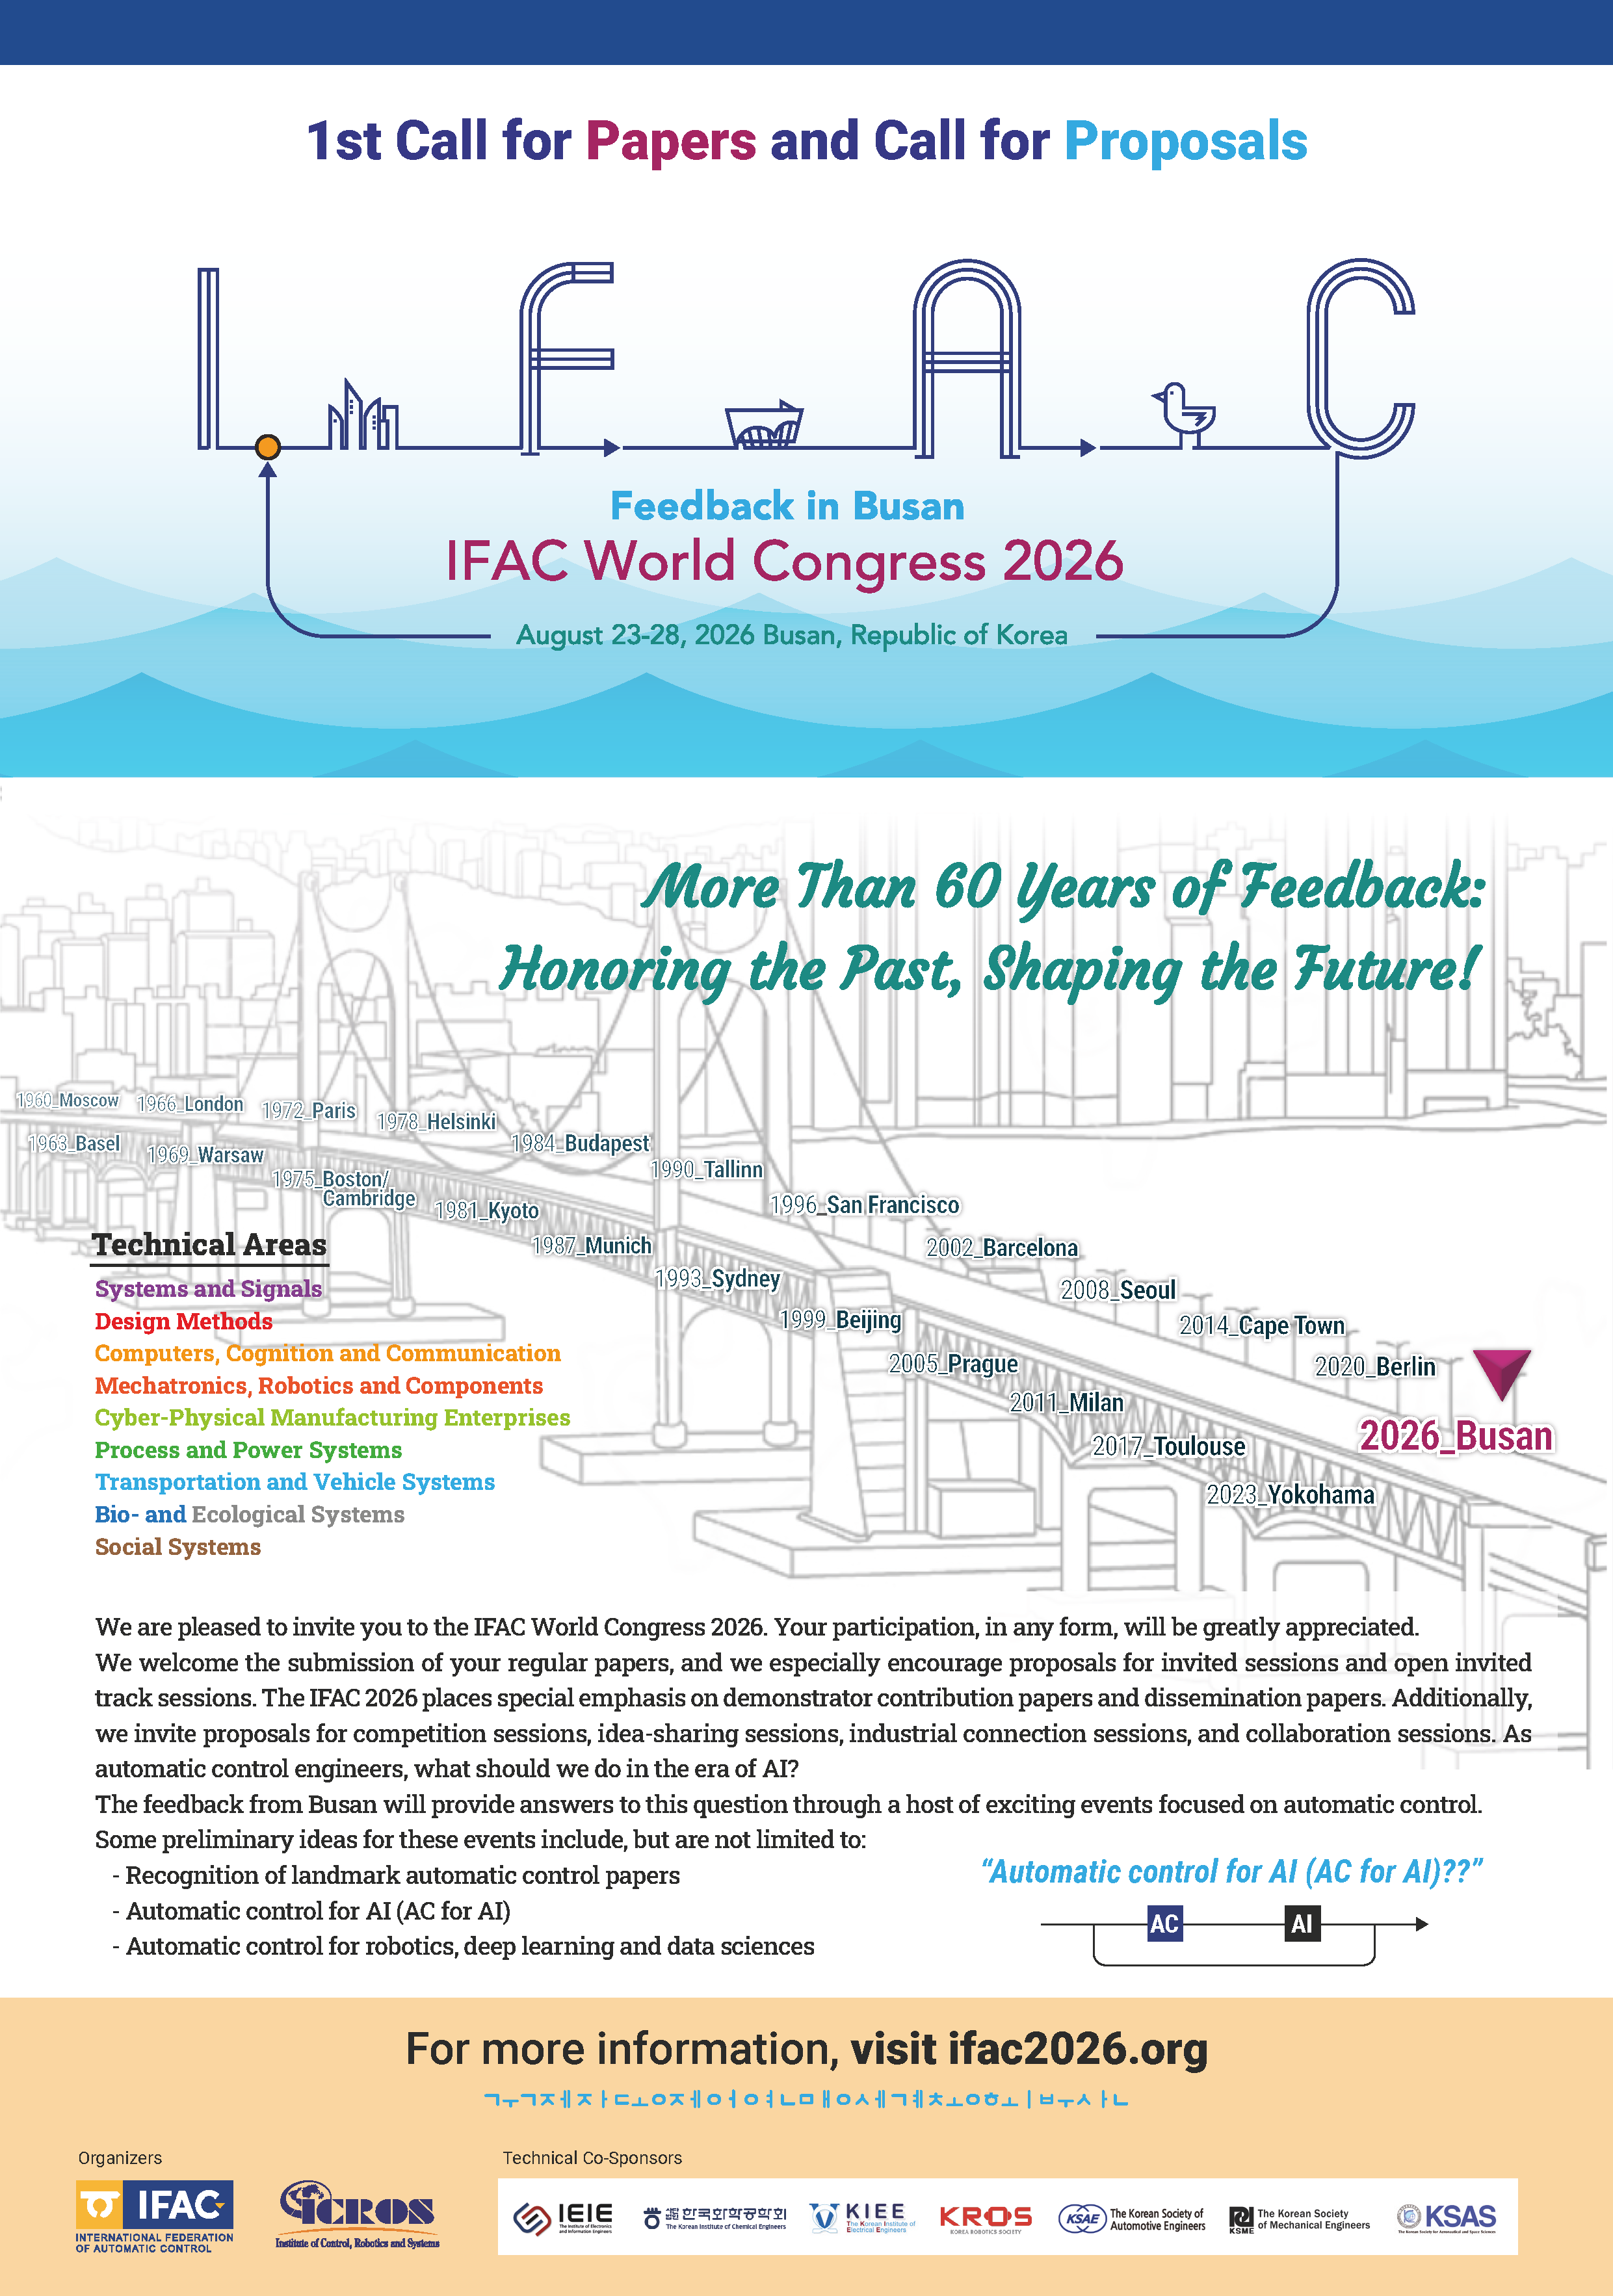 1st Call for Papers and Call for Proposals
IFAC
Feedback in Busan
IFAC World Congress 2026
August 23-28, 2026 Busan, Republic of Korea
More Than 60 Years of Feedback:
Honoring the Past, Shaping the Future!
1960_Moscow
1966_London
1972_Paris
1978_Helsinki
1984_Budapest
1990_Tallinn
1996_San Francisco
2002_Barcelona
2008_Seoul
2014_Cape Town
2020_Berlin
2026_Busan
1963_Basel
1969_Warsaw
1975_Boston/
Cambridge
1981_Kyoto
1987_Munich
1993_Sydney
1999_Beijing
2005_Prague
2011_Milan
2017_Toulouse
2023_Yokohama
Technical Areas
Systems and Signals
Design Methods
Computers, Cognition and Communication
Mechatronics, Robotics and Components
Cyber-Physical Manufacturing Enterprises
Process and Power Systems
Transportation and Vehicle Systems
Bio- and Ecological Systems
Social Systems
We are pleased to invite you to the IFAC World Congress 2026. Your participation, in any form, will be greatly appreciated.
We welcome the submission of your regular papers, and we especially encourage proposals for invited sessions and open invited
track sessions. The IFAC 2026 places special emphasis on demonstrator contribution papers and dissemination papers. Additionally,
we invite proposals for competition sessions, idea-sharing sessions, industrial connection sessions, and collaboration sessions. As
automatic control engineers, what should we do in the era of AI?
The feedback from Busan will provide answers to this question through a host of exciting events focused on automatic control.
Some preliminary ideas for these events include, but are not limited to:
- Recognition of landmark automatic control papers
- Automatic control for AI (AC for AI)
- Automatic control for robotics, deep learning and data sciences
“Automatic control for AI (AC for AI)??”
AC AI
For more information, visit ifac2026.org
ㄱㅜㄱㅈㅔㅈㅏㄷㅗㅇㅈㅔㅇㅓㅇㅕㄴㅁㅐㅇㅅㅔㄱㅖㅊㅗㅇㅎㅗㅣㅂㅜㅅㅏㄴ
Organizers
IFAC
INTERNATIONAL FEDERATION
OF AUTOMATIC CONTROL
ICROS
Institute of Control, Robotics and Systems
Technical Co-Sponsors
IEIE
The Institute of Electronics
and Information Engineers
한국화학공학회
The Korean Institute of Chemical Engineers
KIEE
The Korean Institute of
Electrical Engineers
KROS
KOREA ROBOTICS SOCIETY
KSAE
The Korean Society of
Automotive Engineers
KSME
The Korean Society
of Mechanical Engineers
KSAS
The Korean Society for Aeronautical and Space Sciences